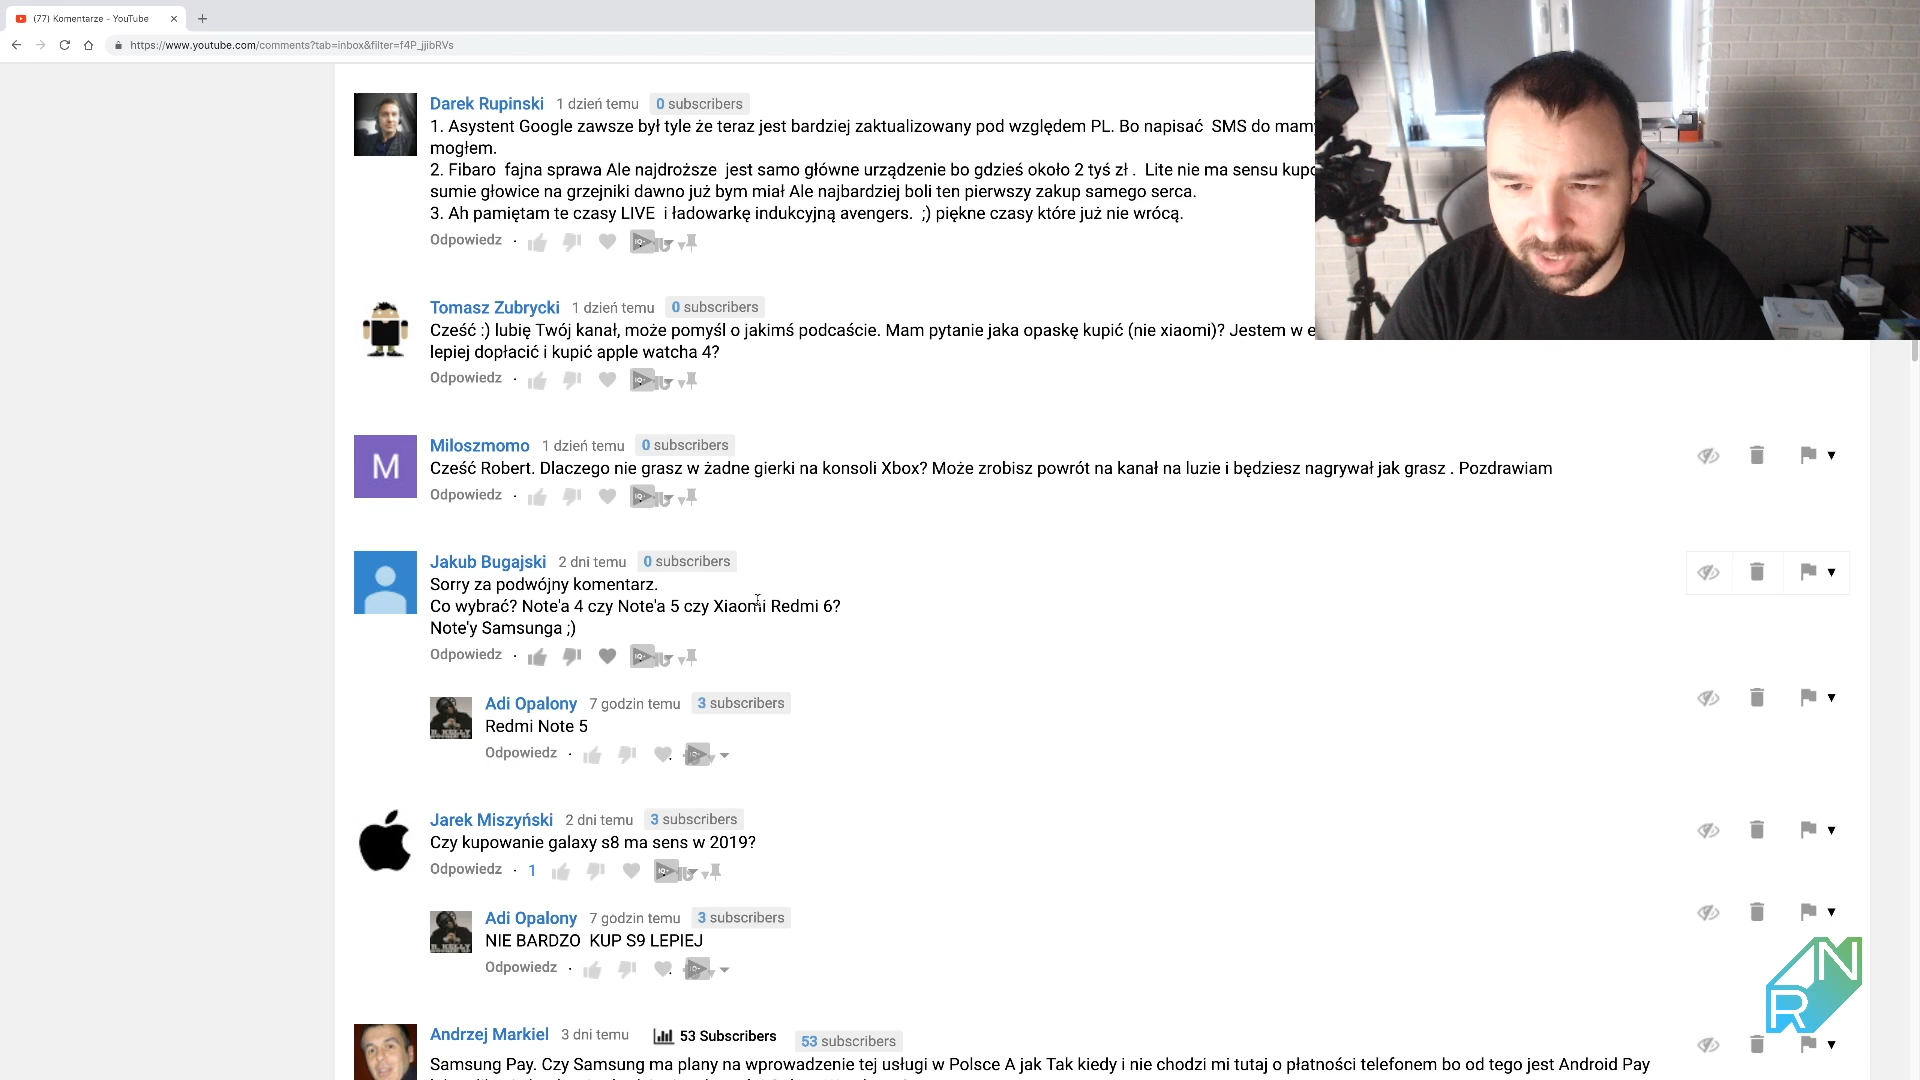 (77) Komentarze - YouTube
https://www.youtube.com/comments?tab=inbox&filter=f4P_jjibRVs
Darek Rupinski 1 dzień temu 0 subscribers
1. Asystent Google zawsze był tyle że teraz jest bardziej zaktualizowany pod względem PL. Bo napisać SMS do mamy
mogłem.
2. Fibaro fajna sprawa Ale najdroższe jest samo główne urządzenie bo gdzieś około 2 tyś zł . Lite nie ma sensu
sumie głowice na grzejniki dawno już bym miał Ale najbardziej boli ten pierwszy zakup samego serca.
3. Ah pamiętam te czasy LIVE i ładowarkę indukcyjną avengers. ;) piękne czasy które już nie wrócą.
Odpowiedz ·
Tomasz Zubrycki 1 dzień temu 0 subscribers
Cześć :) lubię Twój kanał, może pomyśl o jakimś podcaście. Mam pytanie jaka opaskę kupić (nie xiaomi)? Jestem w
lepiej dopłacić i kupić apple watcha 4?
Odpowiedz ·
M
Miloszmomo 1 dzień temu 0 subscribers
Cześć Robert. Dlaczego nie grasz w żadne gierki na konsoli Xbox? Może zrobisz powrót na kanał na luzie i będziesz nagrywał jak grasz . Pozdrawiam
Odpowiedz ·
Jakub Bugajski 2 dni temu 0 subscribers
Sorry za podwójny komentarz.
Co wybrać? Note'a 4 czy Note'a 5 czy Xiaomi Redmi 6?
Note'y Samsunga ;)
Odpowiedz ·
Adi Opalony 7 godzin temu 3 subscribers
Redmi Note 5
Odpowiedz ·
Jarek Miszyński 2 dni temu 3 subscribers
Czy kupowanie galaxy s8 ma sens w 2019?
Odpowiedz · 1
Adi Opalony 7 godzin temu 3 subscribers
NIE BARDZO KUP S9 LEPIEJ
Odpowiedz ·
RN
Andrzej Markiel 3 dni temu 53 Subscribers 53 subscribers
Samsung Pay. Czy Samsung ma plany na wprowadzenie tej usługi w Polsce A jak Tak kiedy i nie chodzi mi tutaj o płatności telefonem bo od tego jest Android Pay